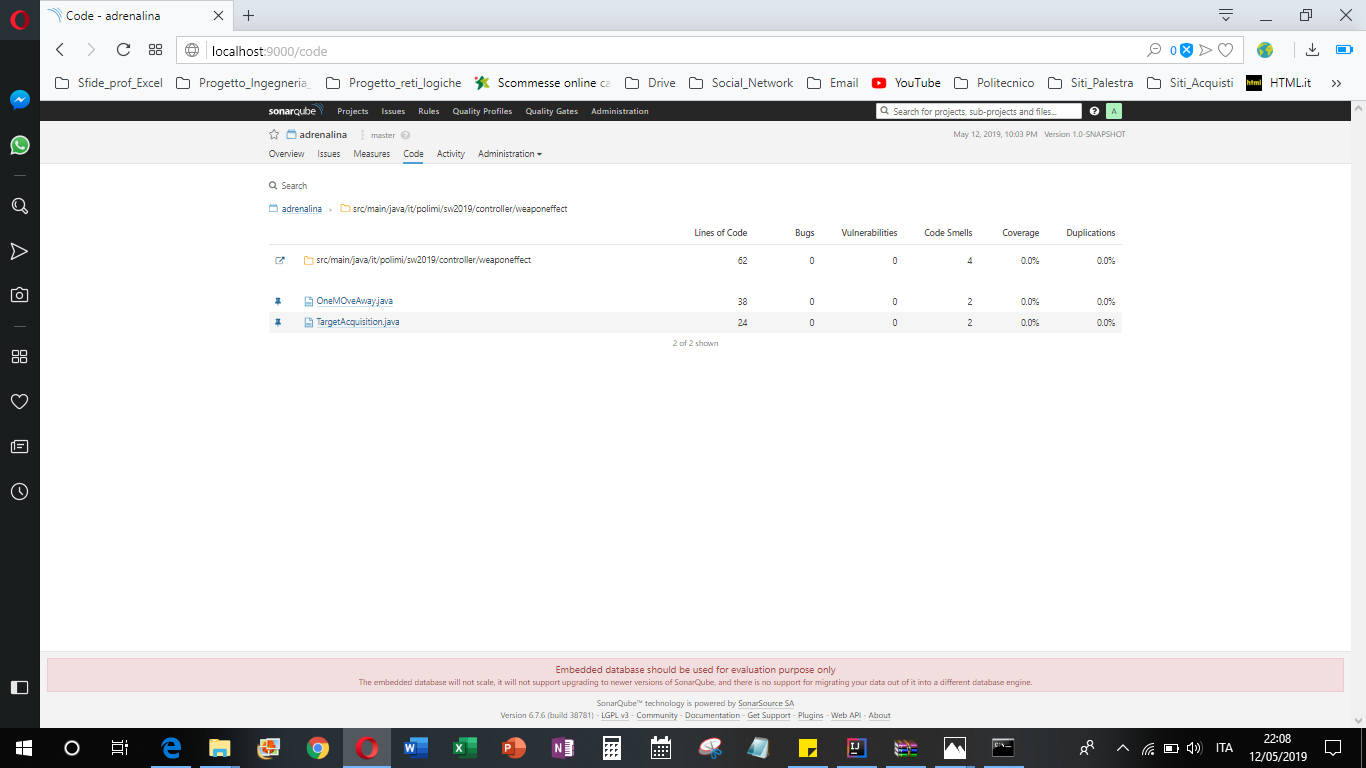 Code - adrenalina
localhost:9000/code
0
Sfide_prof_Excel Progetto_Ingegneria_ Progetto_reti_logiche Scommesse online ca Drive Social_Network Email YouTube Politecnico Siti_Palestra Siti_Acquisti html HTML.it
sonarqube Projects Issues Rules Quality Profiles Quality Gates Administration Search for projects, sub-projects and files... ? A
adrenalina master ? May 12, 2019, 10:03 PM Version 1.0-SNAPSHOT
Overview Issues Measures Code Activity Administration
Search
adrenalina > src/main/java/it/polimi/sw2019/controller/weaponeffect
Lines of Code Bugs Vulnerabilities Code Smells Coverage Duplications
src/main/java/it/polimi/sw2019/controller/weaponeffect 62 0 0 4 0.0% 0.0%
OneMOveAway.java 38 0 0 2 0.0% 0.0%
TargetAcquisition.java 24 0 0 2 0.0% 0.0%
2 of 2 shown
Embedded database should be used for evaluation purpose only
The embedded database will not scale, it will not support upgrading to newer versions of SonarQube, and there is no support for migrating your data out of it into a different database engine.
SonarQube™ technology is powered by SonarSource SA
Version 6.7.6 (build 38781) - LGPL v3 - Community - Documentation - Get Support - Plugins - Web API - About
ITA 22:08
12/05/2019